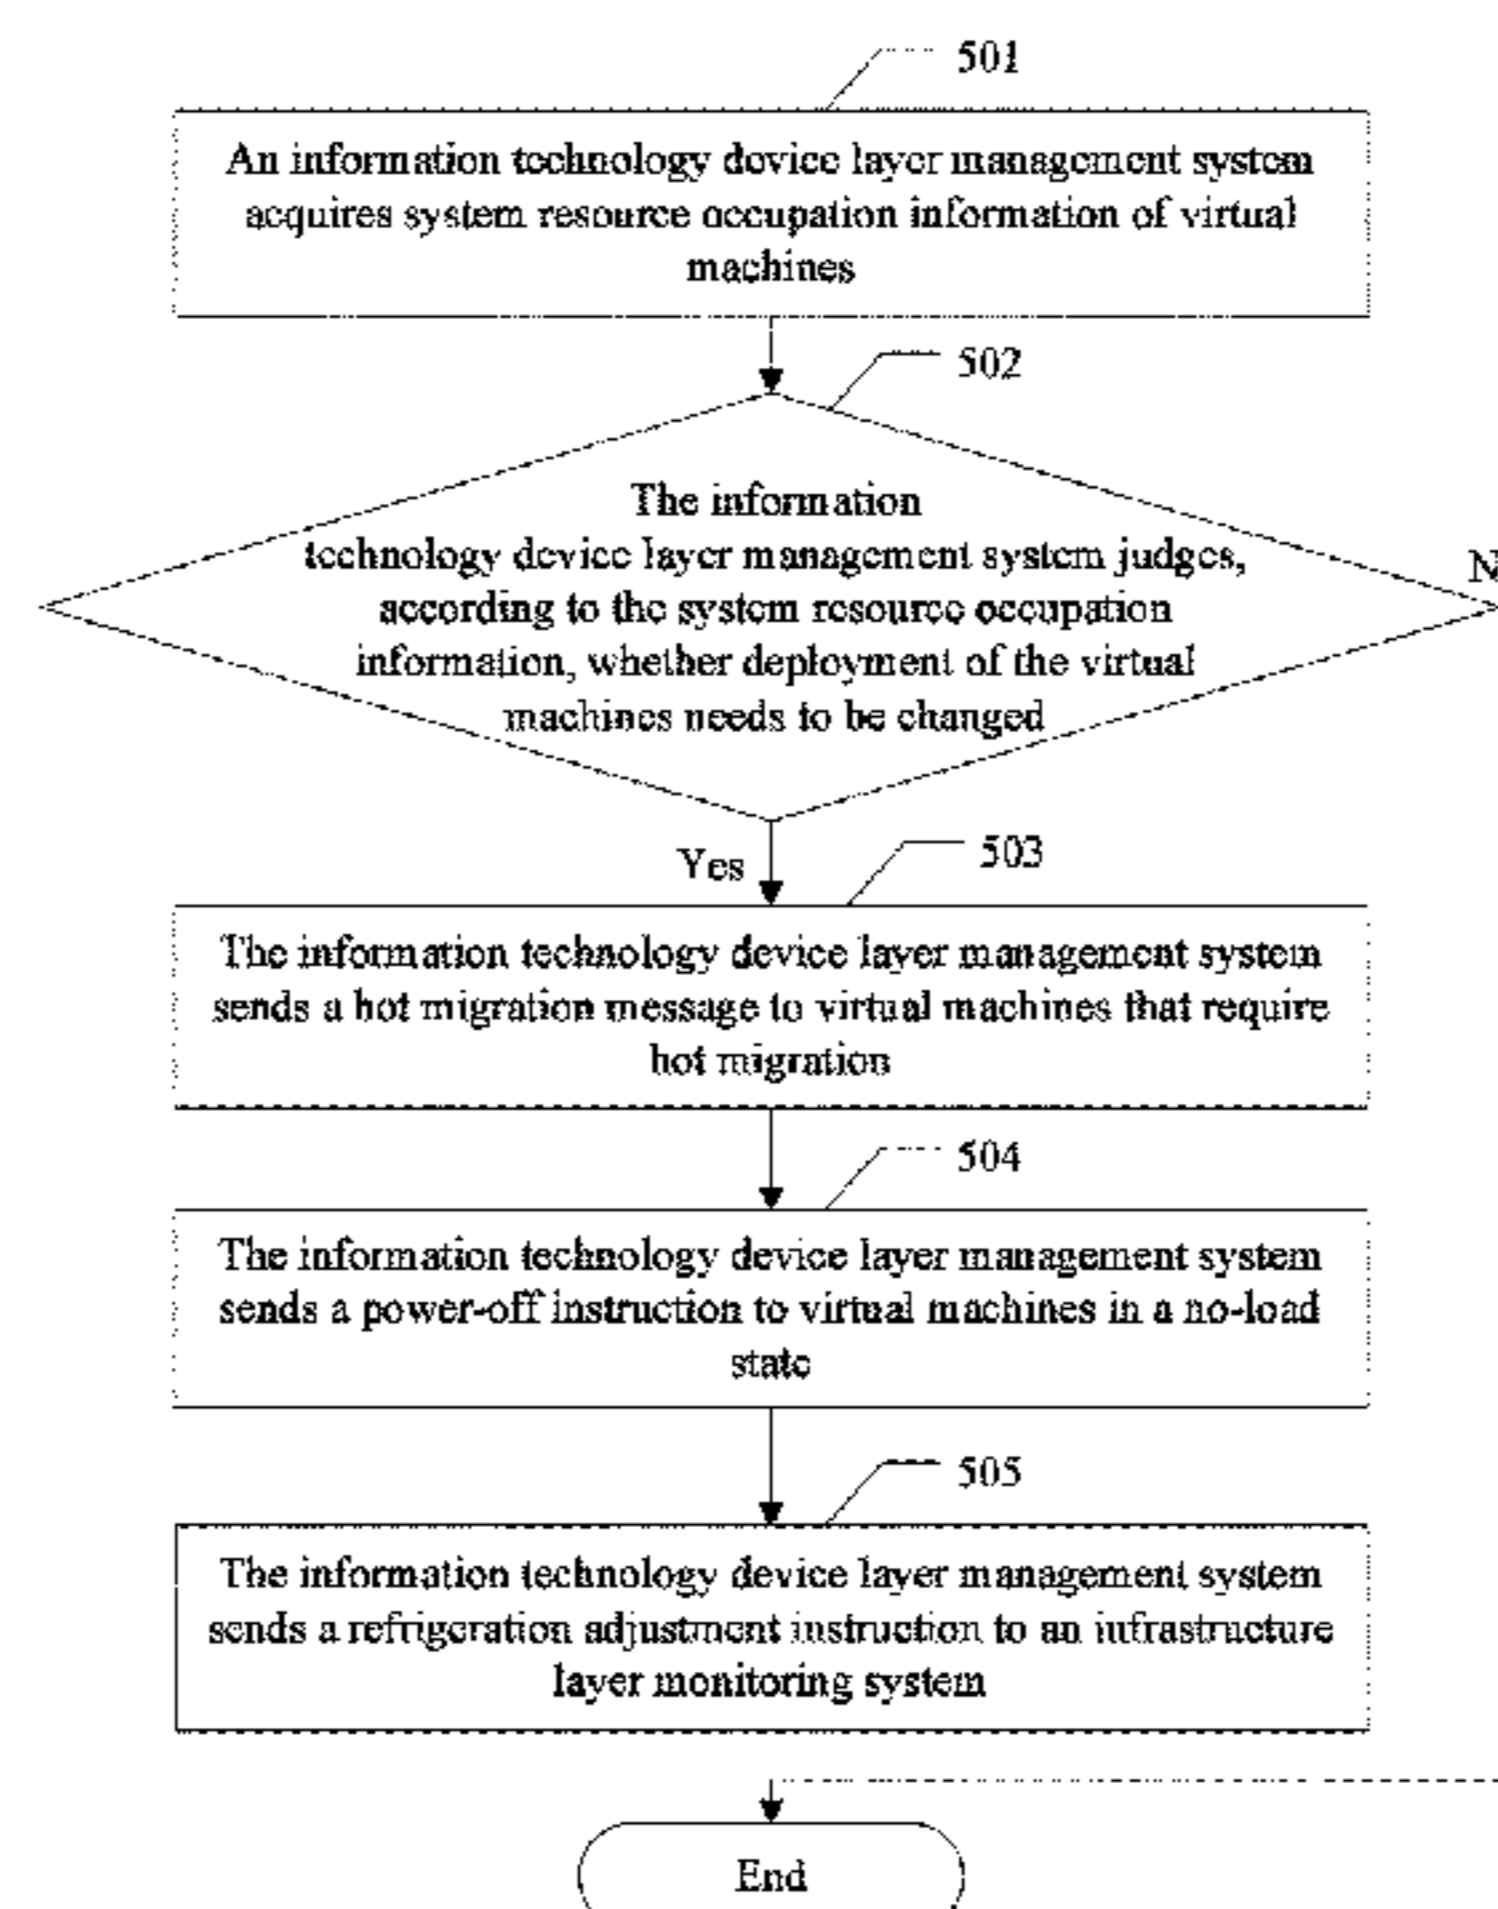 501
An information technology device layer management system
acquires system resource occupation information of virtual
machines
502
The information
technology device layer management system judges,
according to the system resource occupation
information, whether deployment of the virtual
machines needs to be changed
N
Yes
503
The information technology device layer management system
sends a hot migration message to virtual machines that require
hot migration
504
The information technology device layer management system
sends a power-off instruction to virtual machines in a no-load
state
505
The information technology device layer management system
sends a refrigeration adjustment instruction to an infrastructure
layer monitoring system
End